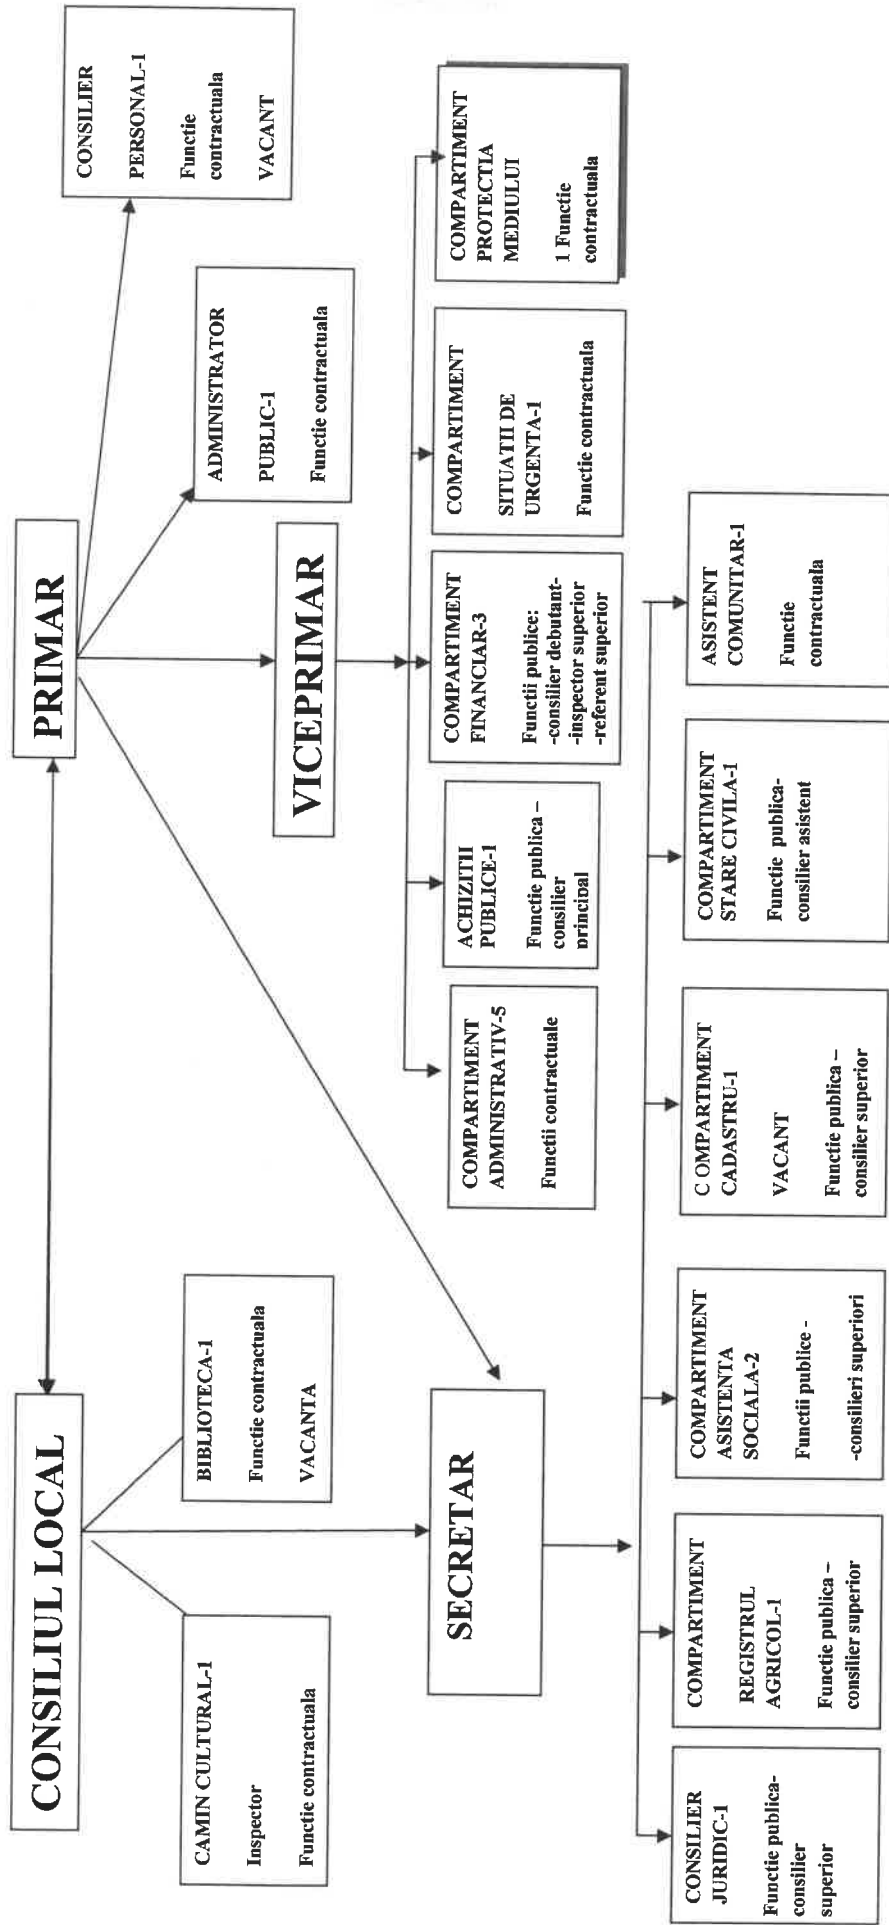 CONSILIUL LOCAL
PRIMAR
CONSILIER
PERSONAL-1
Functie
contractuala
VACANT
CAMIN CULTURAL-1
Inspector
Functie contractuala
BIBLIOTECA-1
Functie contractuala
VACANTA
ADMINISTRATOR
PUBLIC-1
Functie contractuala
VICEPRIMAR
SECRETAR
COMPARTIMENT
ADMINISTRATIV-5
Functii contractuale
ACHIZITII
PUBLICE-1
Functie publica –
consilier
principal
COMPARTIMENT
FINANCIAR-3
Functii publice:
-consilier debutant-
-inspector superior
-referent superior
COMPARTIMENT
SITUATII DE
URGENTA-1
Functie contractuala
COMPARTIMENT
PROTECTIA
MEDIULUI
1 Functie
contractuala
CONSILIER
JURIDIC-1
Functie publica-
consilier
superior
COMPARTIMENT
REGISTRUL
AGRICOL-1
Functie publica –
consilier superior
COMPARTIMENT
ASISTENTA
SOCIALA-2
Functii publice -
-consilieri superiori
C OMPARTIMENT
CADASTRU-1
VACANT
Functie publica –
consilier superior
COMPARTIMENT
STARE CIVILA-1
Functie publica-
consilier asistent
ASISTENT
COMUNITAR-1
Functie
contractuala